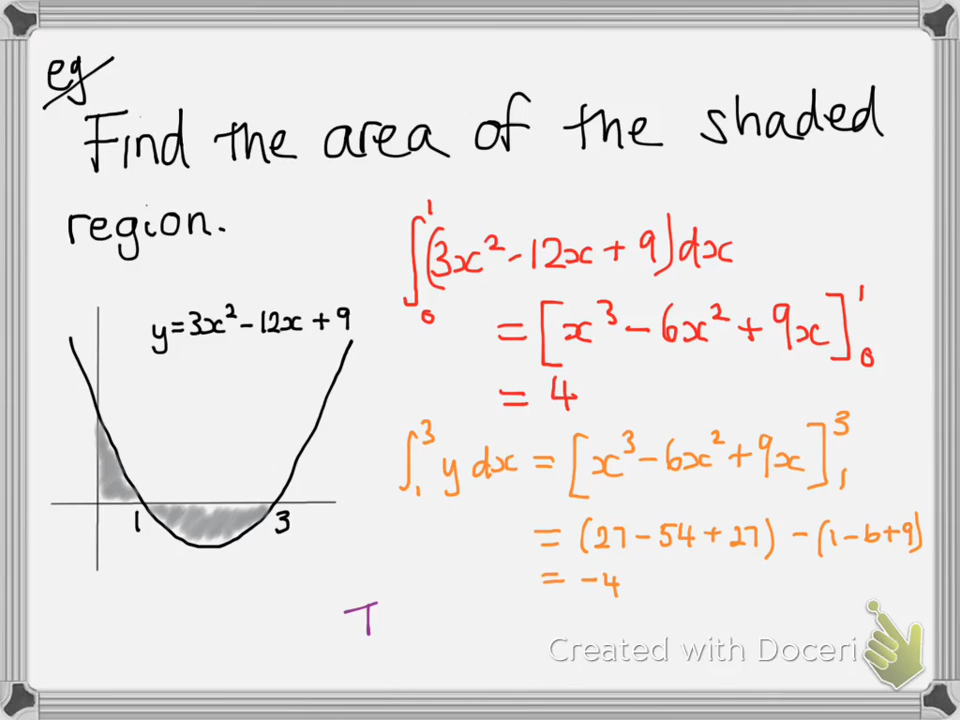 eg
Find the area of the shaded
region.
∫₀¹(3x² - 12x + 9)dx
= [x³ - 6x² + 9x]₀¹
= 4
y = 3x² - 12x + 9
1
3
∫₁³ y dx = [x³ - 6x² + 9x]₁³
= (27 - 54 + 27) - (1 - 6 + 9)
= -4
T
Created with Doceri